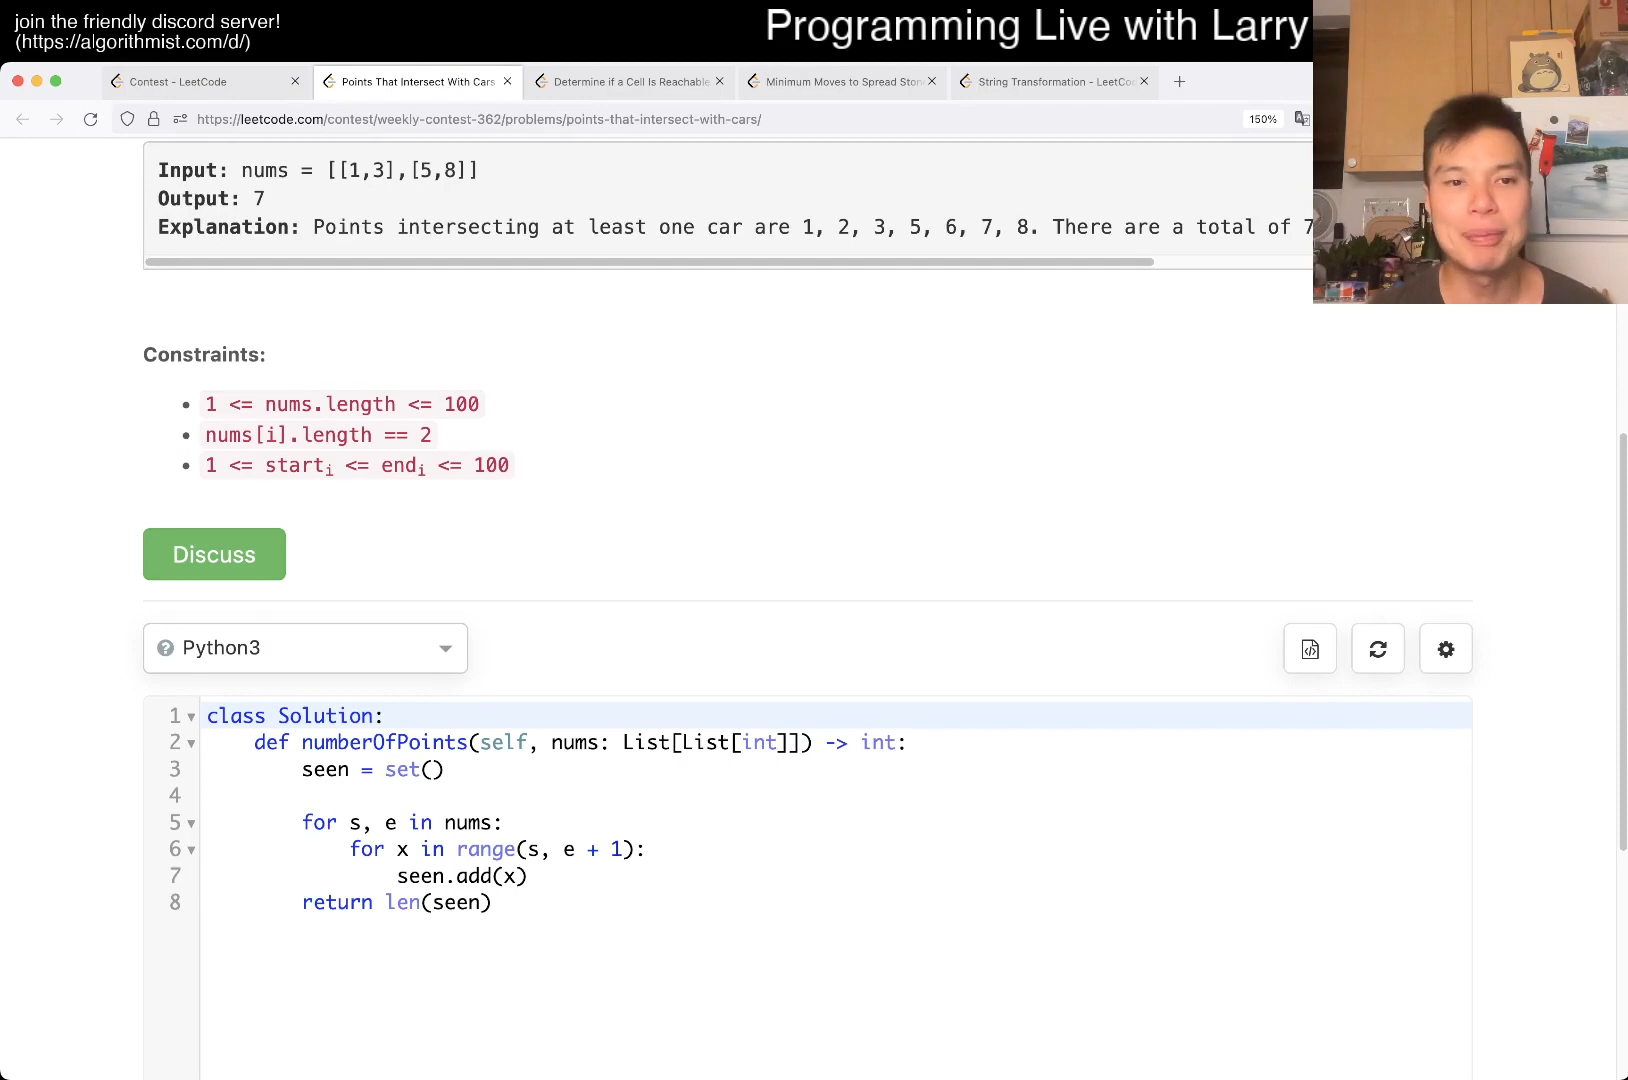 join the friendly discord server!
(https://algorithmist.com/d/)
Programming Live with Larry
Contest - LeetCode
Points That Intersect With Cars
Determine if a Cell Is Reachable
Minimum Moves to Spread Ston
String Transformation - LeetCod
https://leetcode.com/contest/weekly-contest-362/problems/points-that-intersect-with-cars/
150%
Input: nums = [[1,3],[5,8]]
Output: 7
Explanation: Points intersecting at least one car are 1, 2, 3, 5, 6, 7, 8. There are a total of 7
Constraints:
1 <= nums.length <= 100
nums[i].length == 2
1 <= starti <= endi <= 100
Discuss
Python3
1 class Solution:
2     def numberOfPoints(self, nums: List[List[int]]) -> int:
3         seen = set()
4
5         for s, e in nums:
6             for x in range(s, e + 1):
7                 seen.add(x)
8         return len(seen)